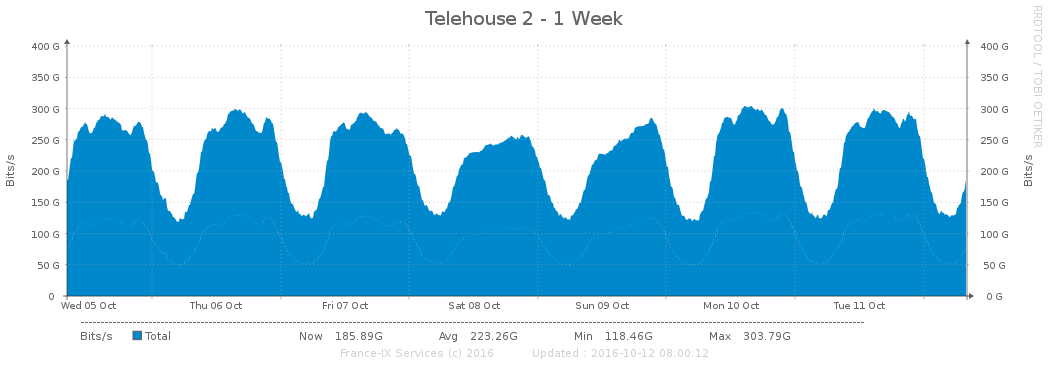 Telehouse 2 - 1 Week
RRDTOOL / TOBI OETIKER
400 G 400 G
350 G 350 G
300 G 300 G
250 G 250 G
200 G 200 G
150 G 150 G
100 G 100 G
50 G 50 G
0 0 G
Bits/s
Bits/s
Wed 05 Oct Thu 06 Oct Fri 07 Oct Sat 08 Oct Sun 09 Oct Mon 10 Oct Tue 11 Oct
Bits/s Total Now 185.89G Avg 223.26G Min 118.46G Max 303.79G
France-IX Services (c) 2016 Updated : 2016-10-12 08:00:12